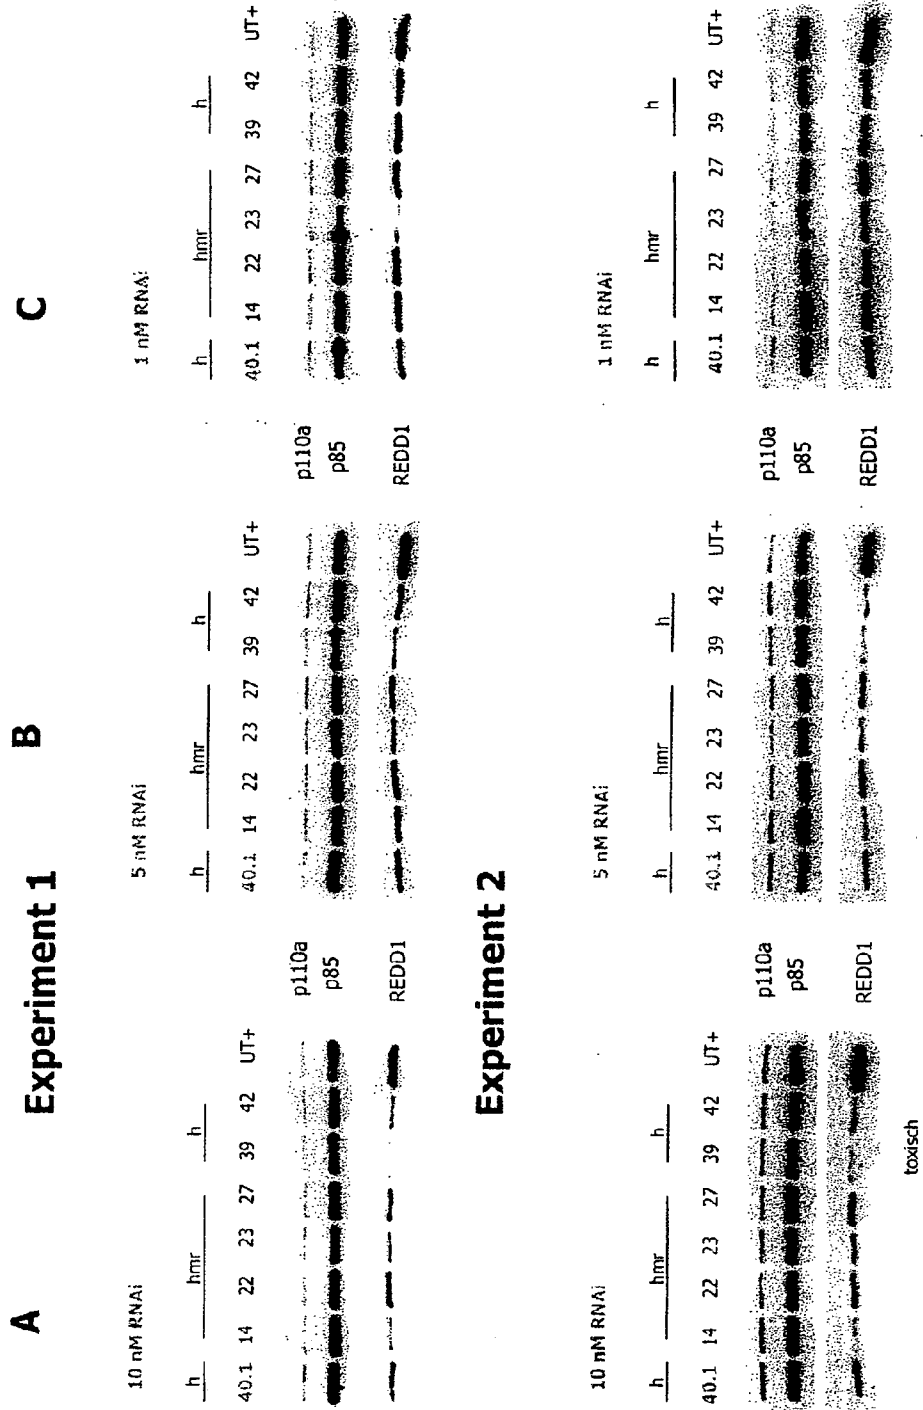 Experiment 1
A
B
C
10 nM RNAi
5 nM RNAi
1 nM RNAi
h hmr h
h hmr h
h hmr h
40.1 14 22 23 27 39 42 UT+
40.1 14 22 23 27 39 42 UT+
40.1 14 22 23 27 39 42 UT+
p110a
p85
REDD1
p110a
p85
REDD1
Experiment 2
10 nM RNAi
5 nM RNAi
1 nM RNAi
h hmr h
h hmr h
h hmr h
40.1 14 22 23 27 39 42 UT+
40.1 14 22 23 27 39 42 UT+
40.1 14 22 23 27 39 42 UT+
p110a
p85
REDD1
p110a
p85
REDD1
toxisch